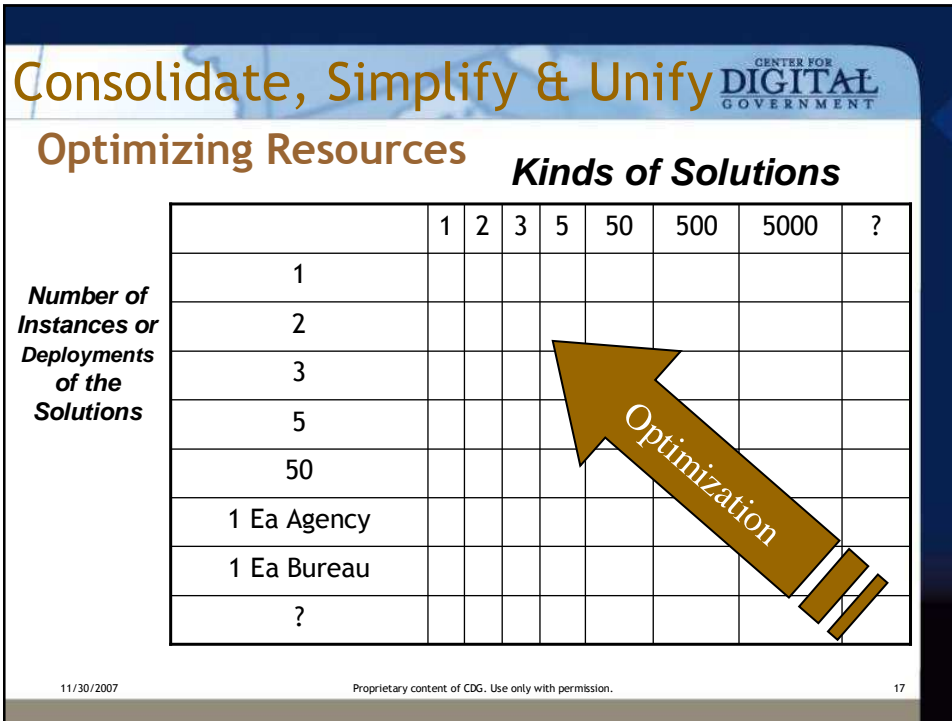 Consolidate, Simplify & Unify
CENTER FOR
DIGITAL
GOVERNMENT
Optimizing Resources
Kinds of Solutions
1 2 3 5 50 500 5000 ?
Number of
Instances or
Deployments
of the
Solutions
1
2
3
5
50
1 Ea Agency
1 Ea Bureau
?
Optimization
11/30/2007
Proprietary content of CDG. Use only with permission.
17